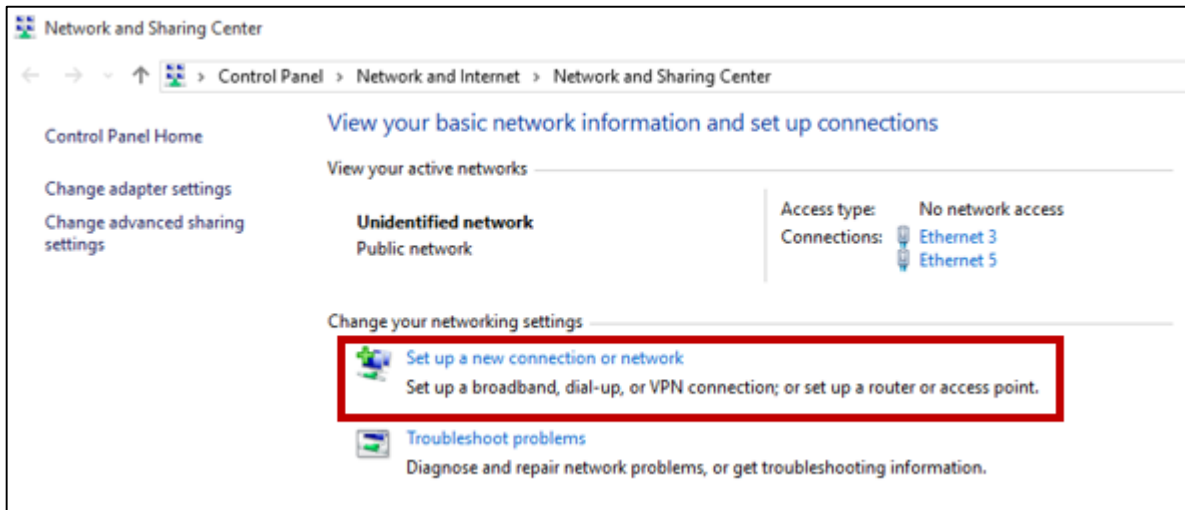 Network and Sharing Center
Control Panel > Network and Internet > Network and Sharing Center
Control Panel Home
Change adapter settings
Change advanced sharing
settings
View your basic network information and set up connections
View your active networks
Unidentified network
Public network
Access type: No network access
Connections: Ethernet 3
Ethernet 5
Change your networking settings
Set up a new connection or network
Set up a broadband, dial-up, or VPN connection; or set up a router or access point.
Troubleshoot problems
Diagnose and repair network problems, or get troubleshooting information.